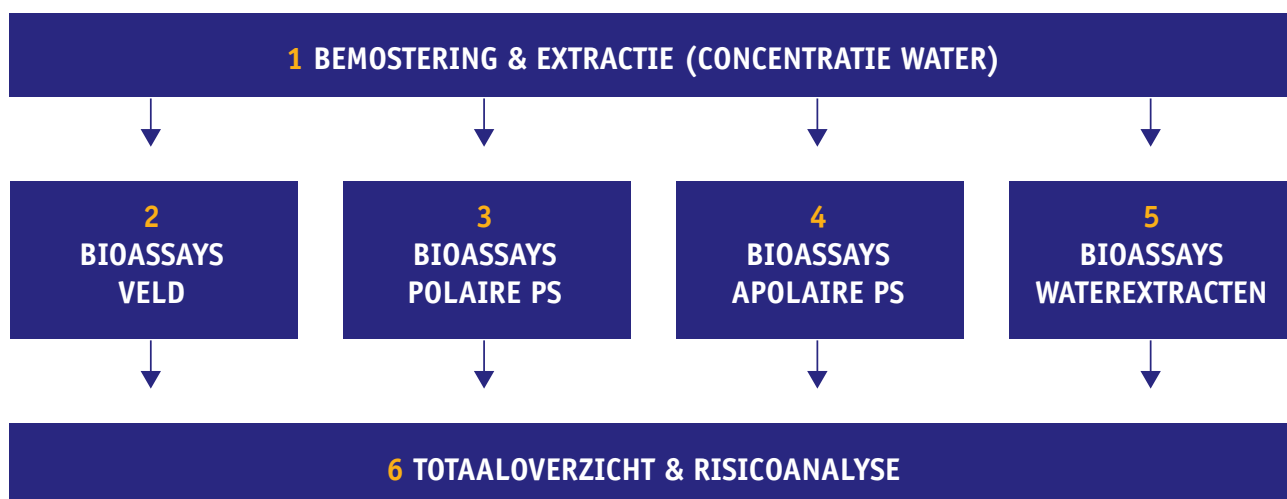 1 BEMOSTERING & EXTRACTIE (CONCENTRATIE WATER)
2
BIOASSAYS
VELD
3
BIOASSAYS
POLAIRE PS
4
BIOASSAYS
APOLAIRE PS
5
BIOASSAYS
WATEREXTRACTEN
6 TOTAALOVERZICHT & RISICOANALYSE